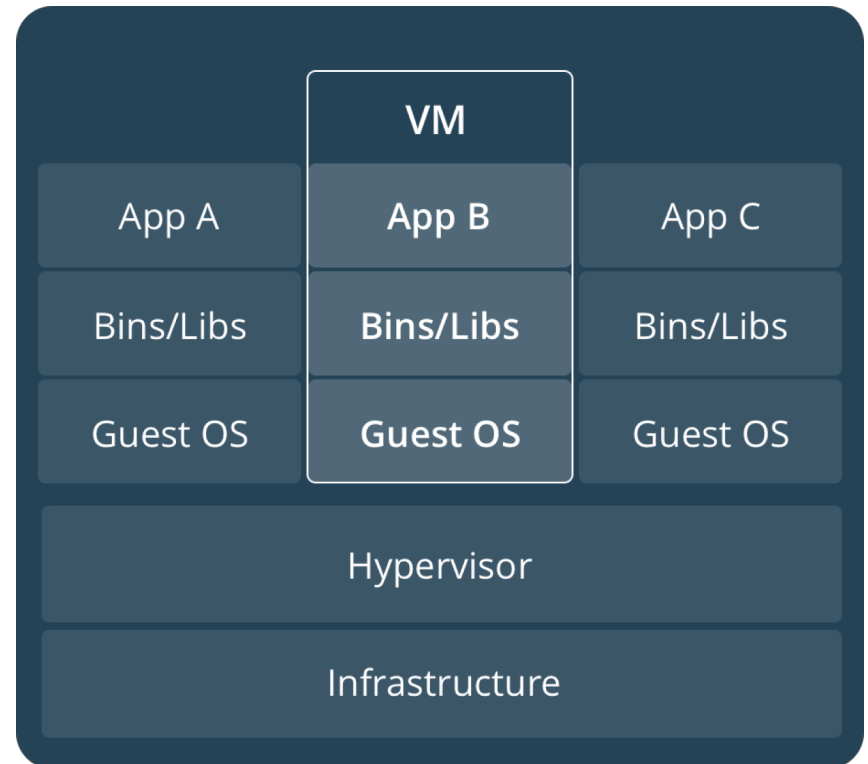 VM
App A
App B
App C
Bins/Libs
Bins/Libs
Bins/Libs
Guest OS
Guest OS
Guest OS
Hypervisor
Infrastructure